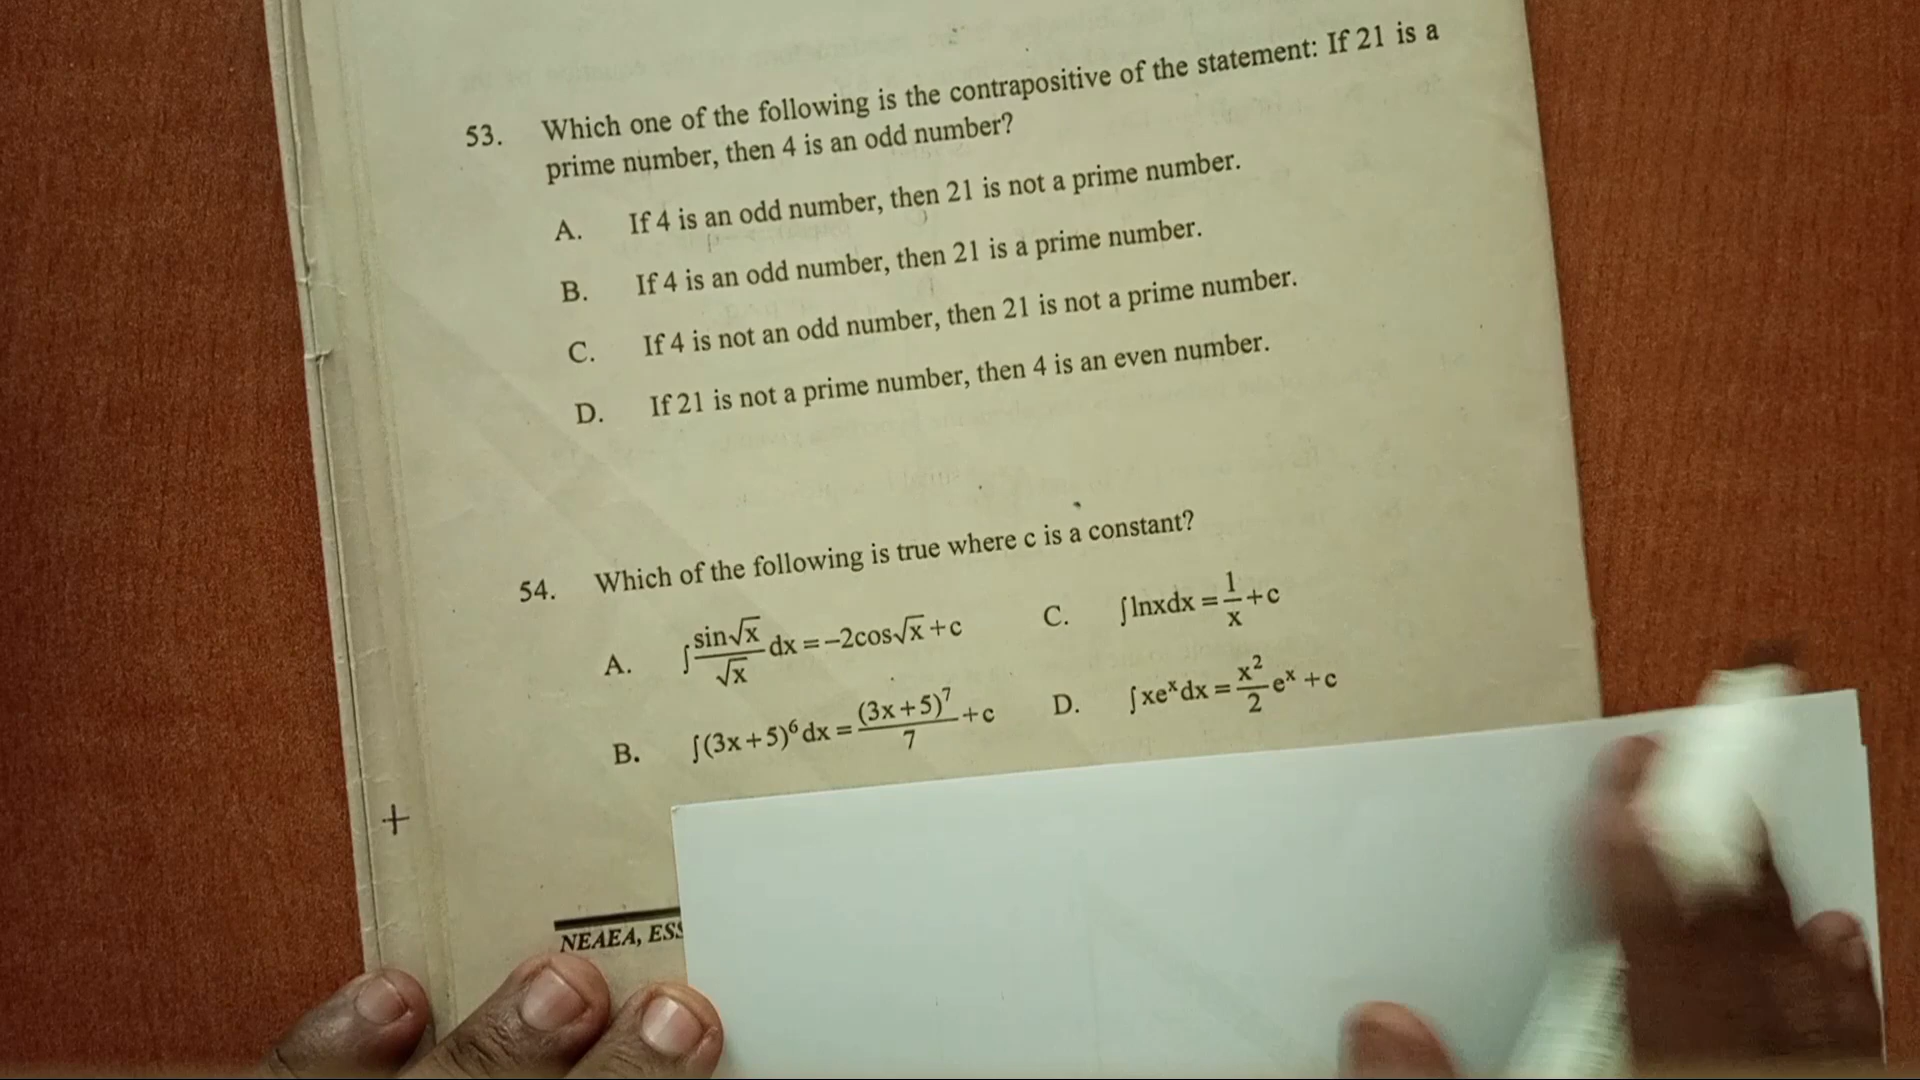 53. Which one of the following is the contrapositive of the statement: If 21 is a
prime number, then 4 is an odd number?
A. If 4 is an odd number, then 21 is not a prime number.
B. If 4 is an odd number, then 21 is a prime number.
C. If 4 is not an odd number, then 21 is not a prime number.
D. If 21 is not a prime number, then 4 is an even number.
54. Which of the following is true where c is a constant?
A. ∫ sin√x / √x dx = −2cos√x + c
B. ∫(3x+5)⁶dx = (3x+5)⁷ / 7 + c
C. ∫lnxdx = 1/x + c
D. ∫xeˣdx = x²/2 eˣ + c
+
NEAEA,